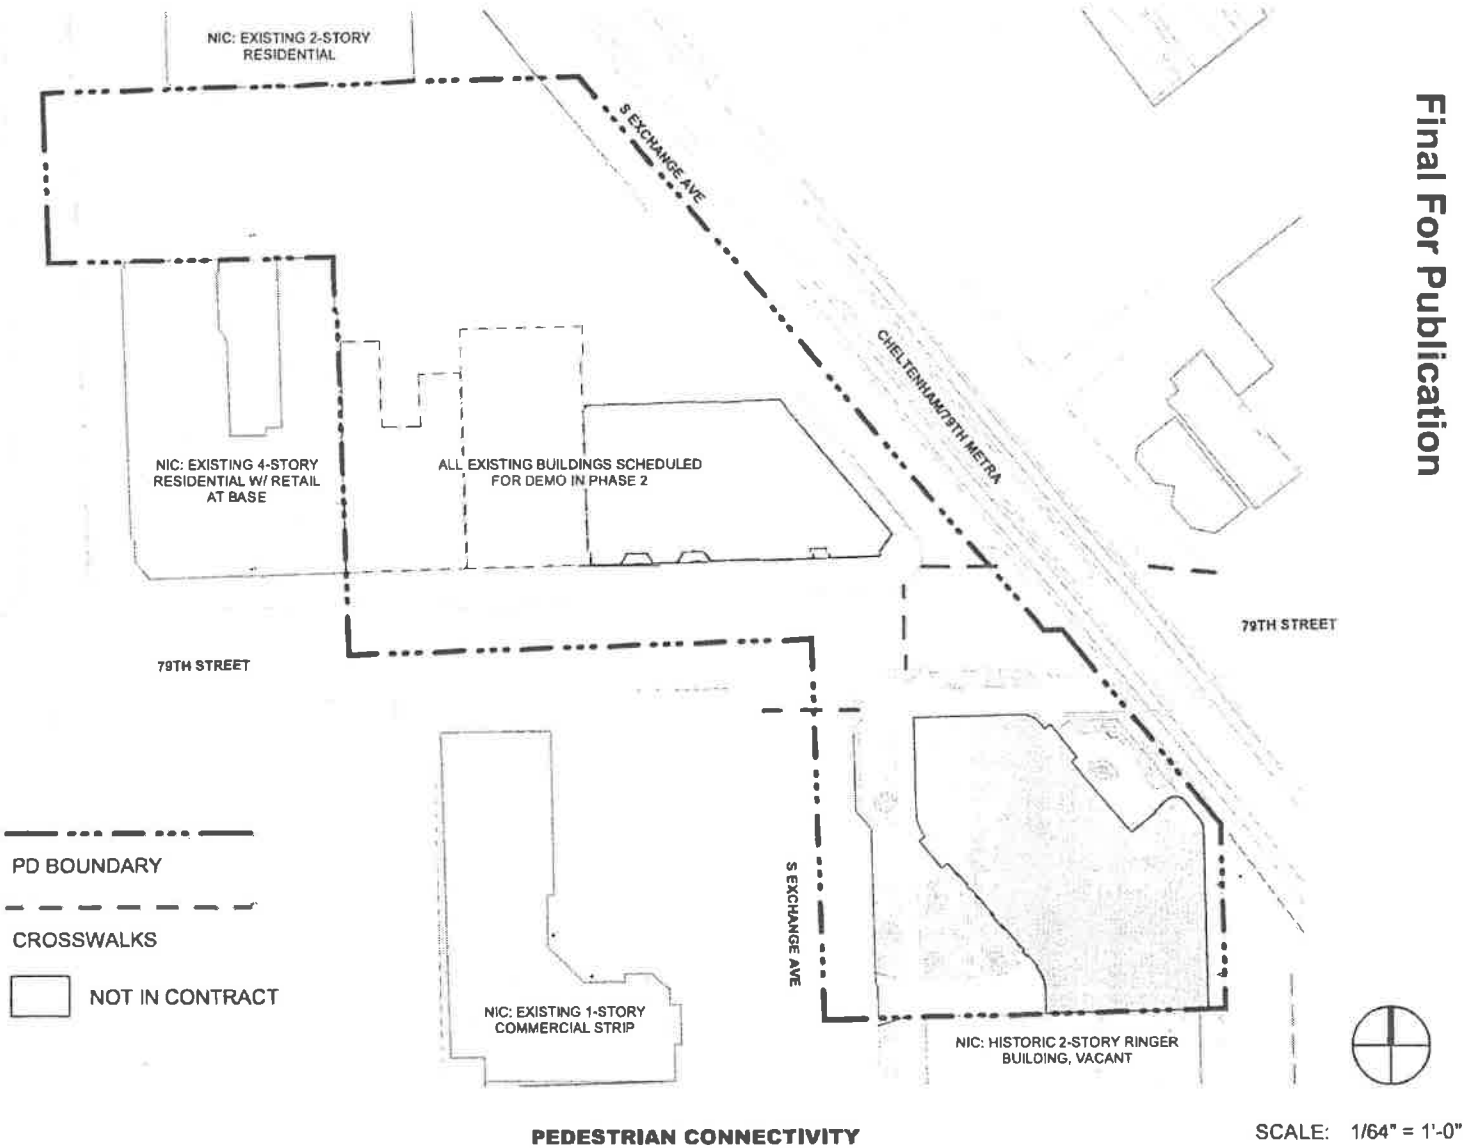 NIC: EXISTING 2-STORY
RESIDENTIAL
S EXCHANGE AVE
Final For Publication
CHELTENHAM/79TH METRA
NIC: EXISTING 4-STORY
RESIDENTIAL W/ RETAIL
AT BASE
ALL EXISTING BUILDINGS SCHEDULED
FOR DEMO IN PHASE 2
79TH STREET
79TH STREET
PD BOUNDARY
CROSSWALKS
NOT IN CONTRACT
S EXCHANGE AVE
NIC: EXISTING 1-STORY
COMMERCIAL STRIP
NIC: HISTORIC 2-STORY RINGER
BUILDING, VACANT
PEDESTRIAN CONNECTIVITY
SCALE: 1/64" = 1'-0"